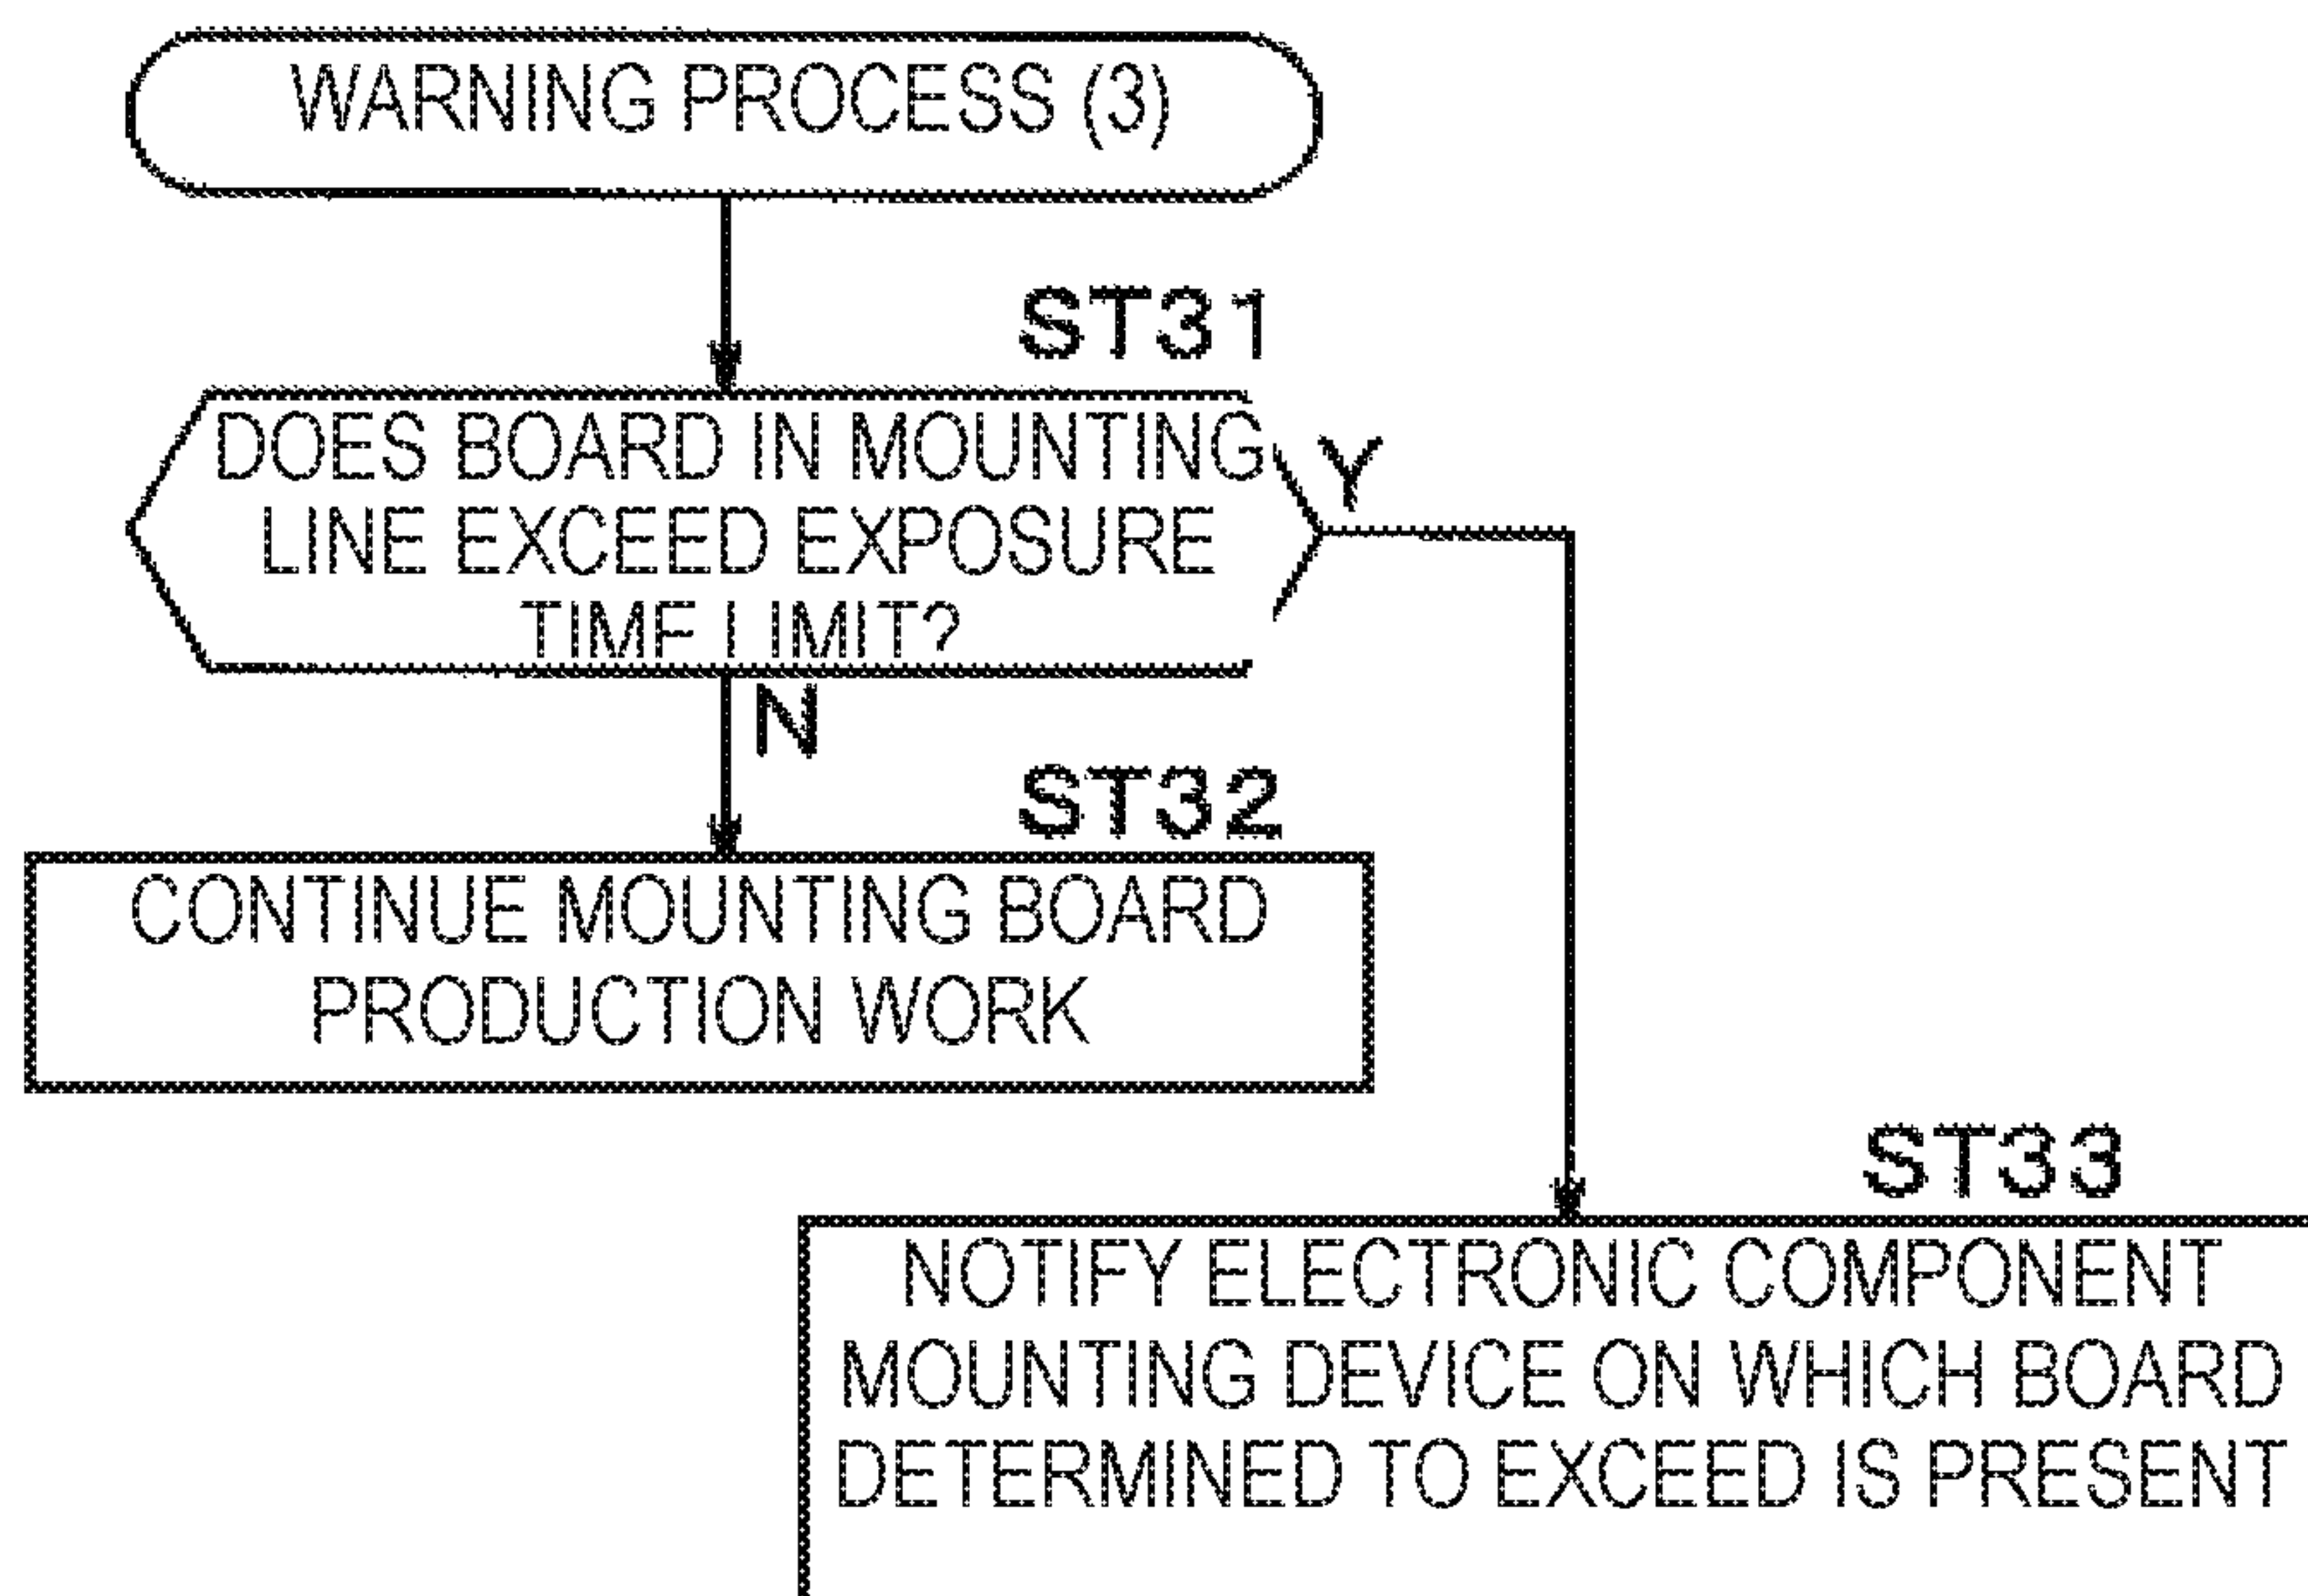 WARNING PROCESS (3)
ST31
DOES BOARD IN MOUNTING
LINE EXCEED EXPOSURE
TIME LIMIT?
Y
N
ST32
CONTINUE MOUNTING BOARD
PRODUCTION WORK
ST33
NOTIFY ELECTRONIC COMPONENT
MOUNTING DEVICE ON WHICH BOARD
DETERMINED TO EXCEED IS PRESENT